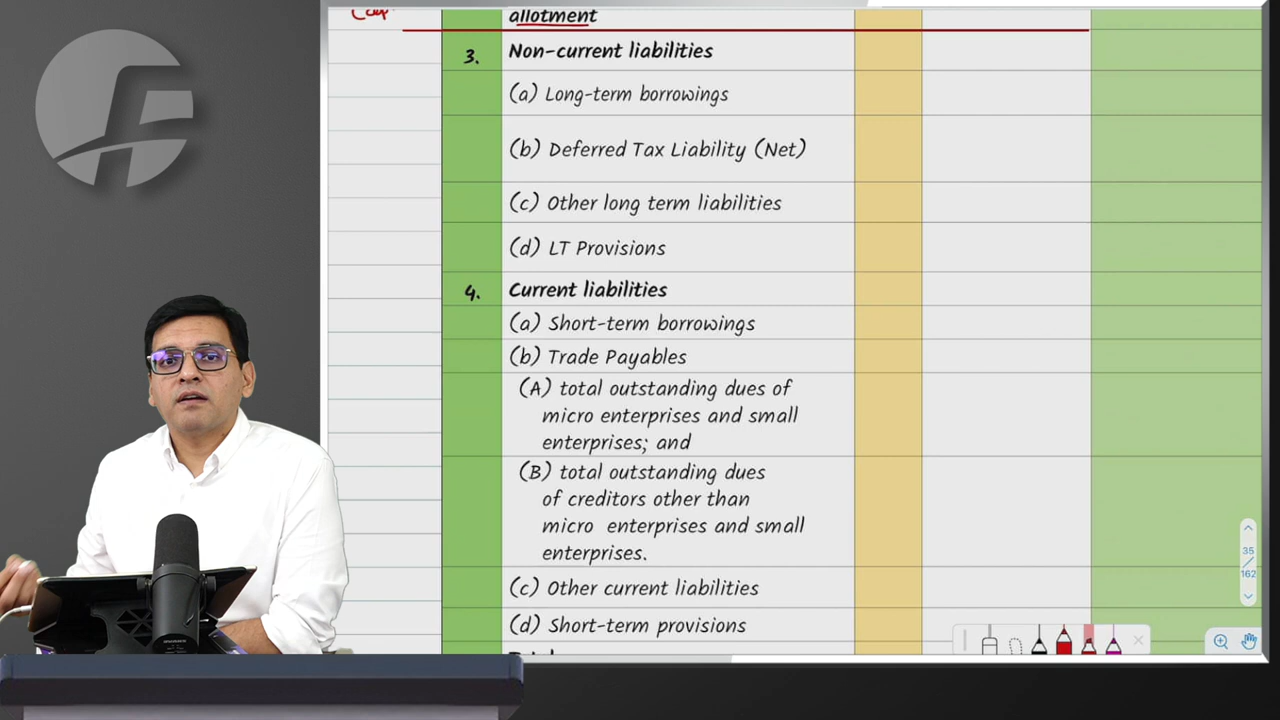 allotment
3. Non-current liabilities
(a) Long-term borrowings
(b) Deferred Tax Liability (Net)
(c) Other long term liabilities
(d) LT Provisions
4. Current liabilities
(a) Short-term borrowings
(b) Trade Payables
(A) total outstanding dues of
micro enterprises and small
enterprises; and
(B) total outstanding dues
of creditors other than
micro enterprises and small
enterprises.
(c) Other current liabilities
(d) Short-term provisions
35
162